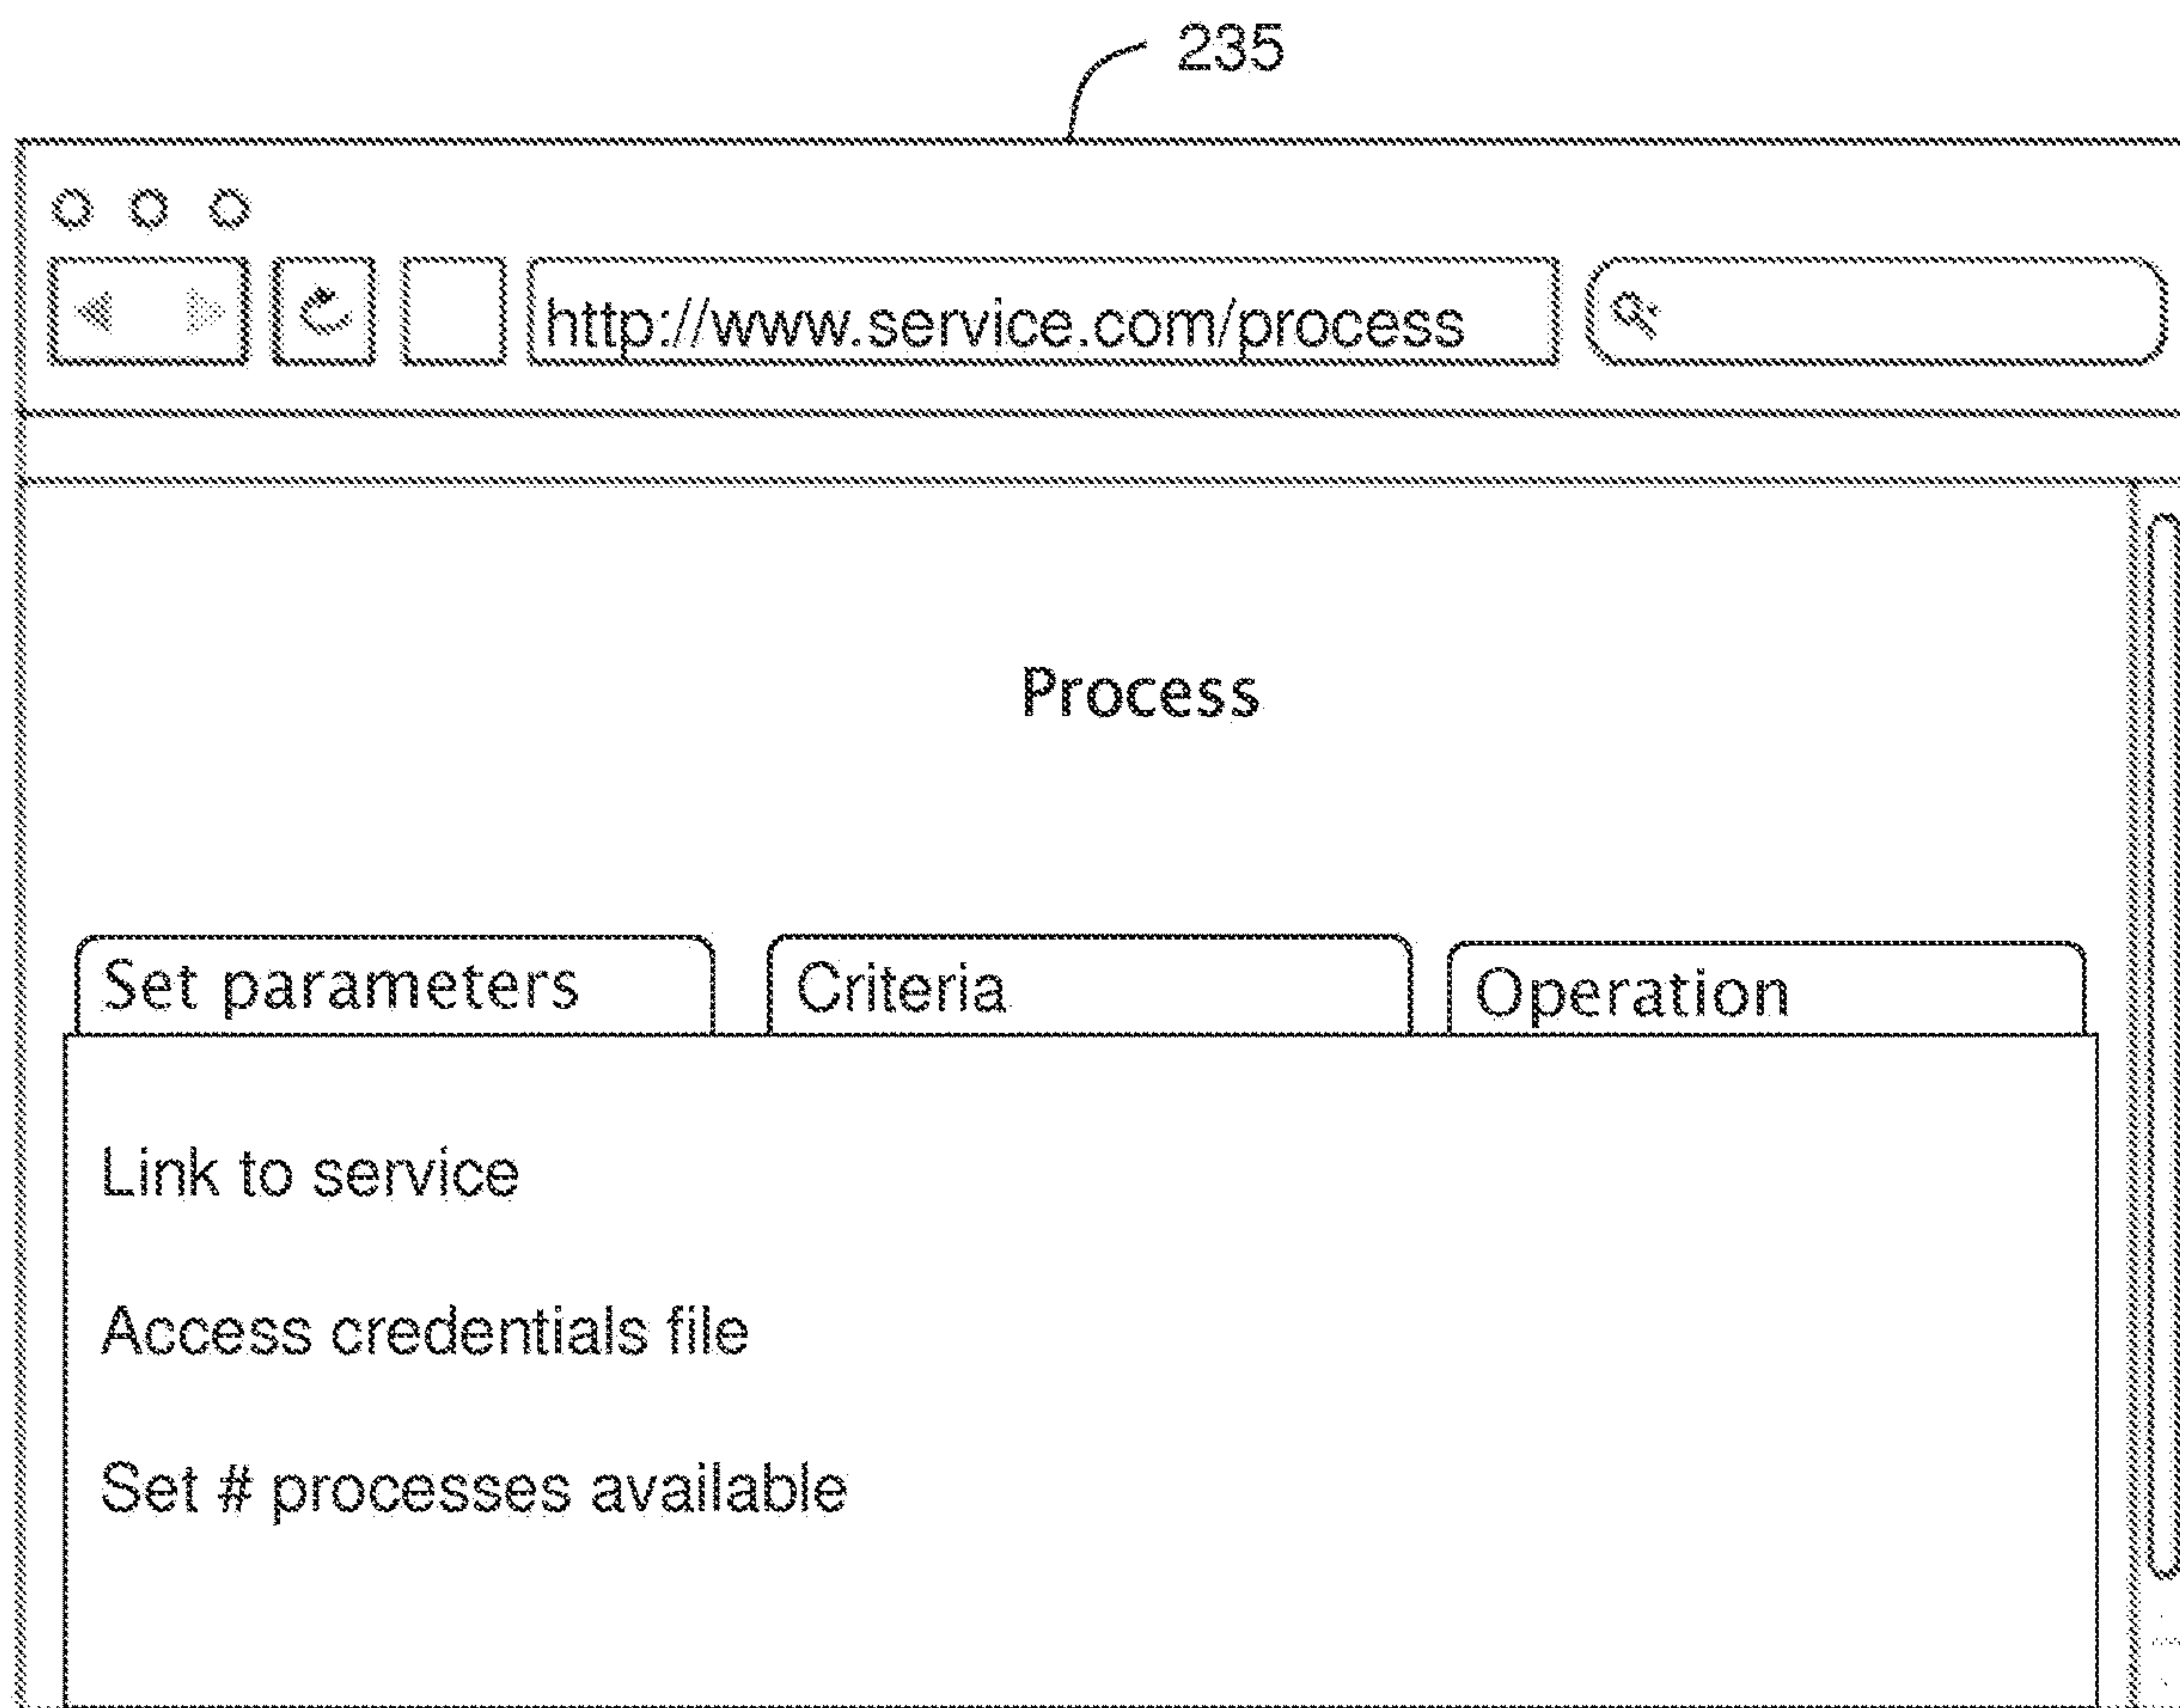 235
http://www.service.com/process
Process
Set parameters
Criteria
Operation
Link to service
Access credentials file
Set # processes available